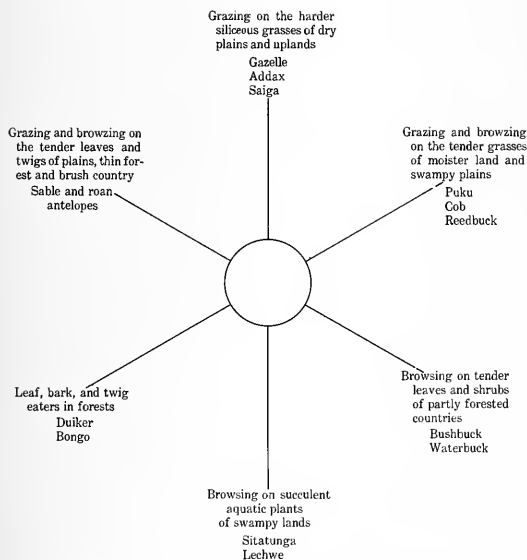 Grazing on the harder
siliceous grasses of dry
plains and uplands
Gazelle
Addax
Saiga
Grazing and browzing on
the tender leaves and
twigs of plains, thin for-
est and brush country
Sable and roan
antelopes
Grazing and browzing
on the tender grasses
of moister land and
swampy plains
Puku
Cob
Reedbuck
Leaf, bark, and twig
eaters in forests
Duiker
Bongo
Browsing on tender
leaves and shrubs
of partly forested
countries
Bushbuck
Waterbuck
Browsing on succulent
aquatic plants
of swampy lands
Sitatunga
Lechwe